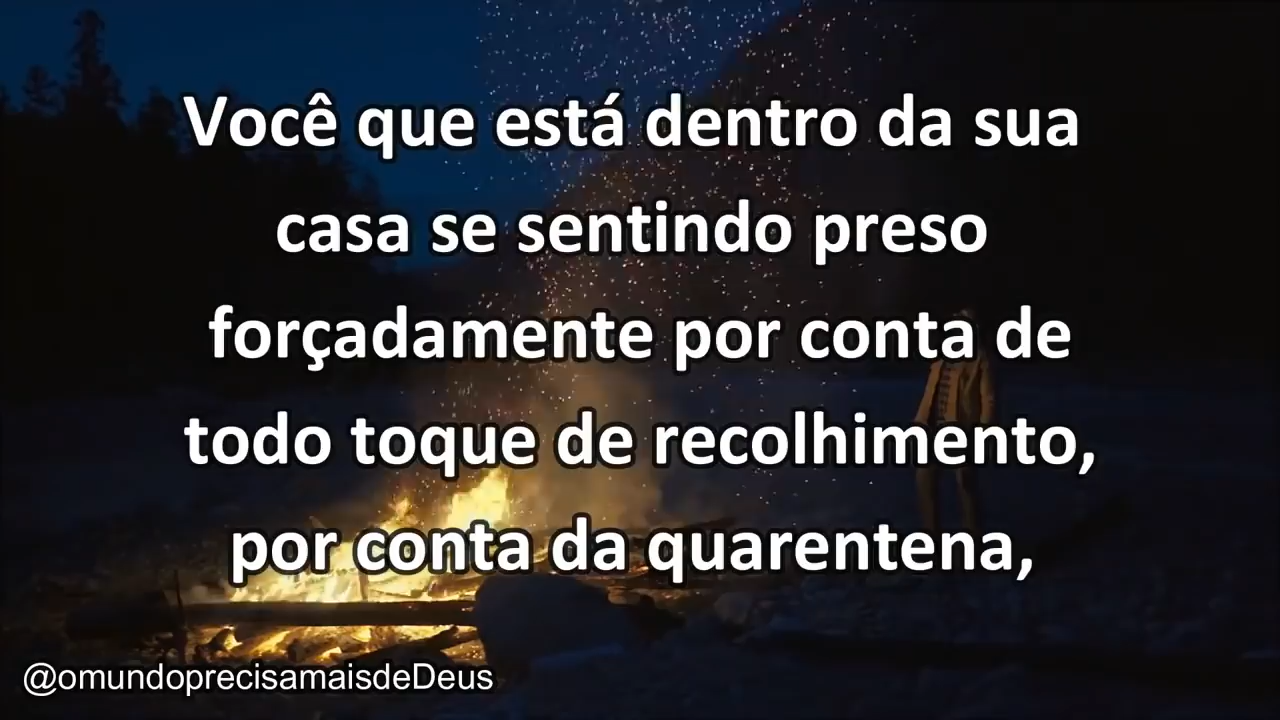 Você que está dentro da sua
casa se sentindo preso
forçadamente por conta de
todo toque de recolhimento,
por conta da quarentena,
@omundoprecisamaisdeDeus